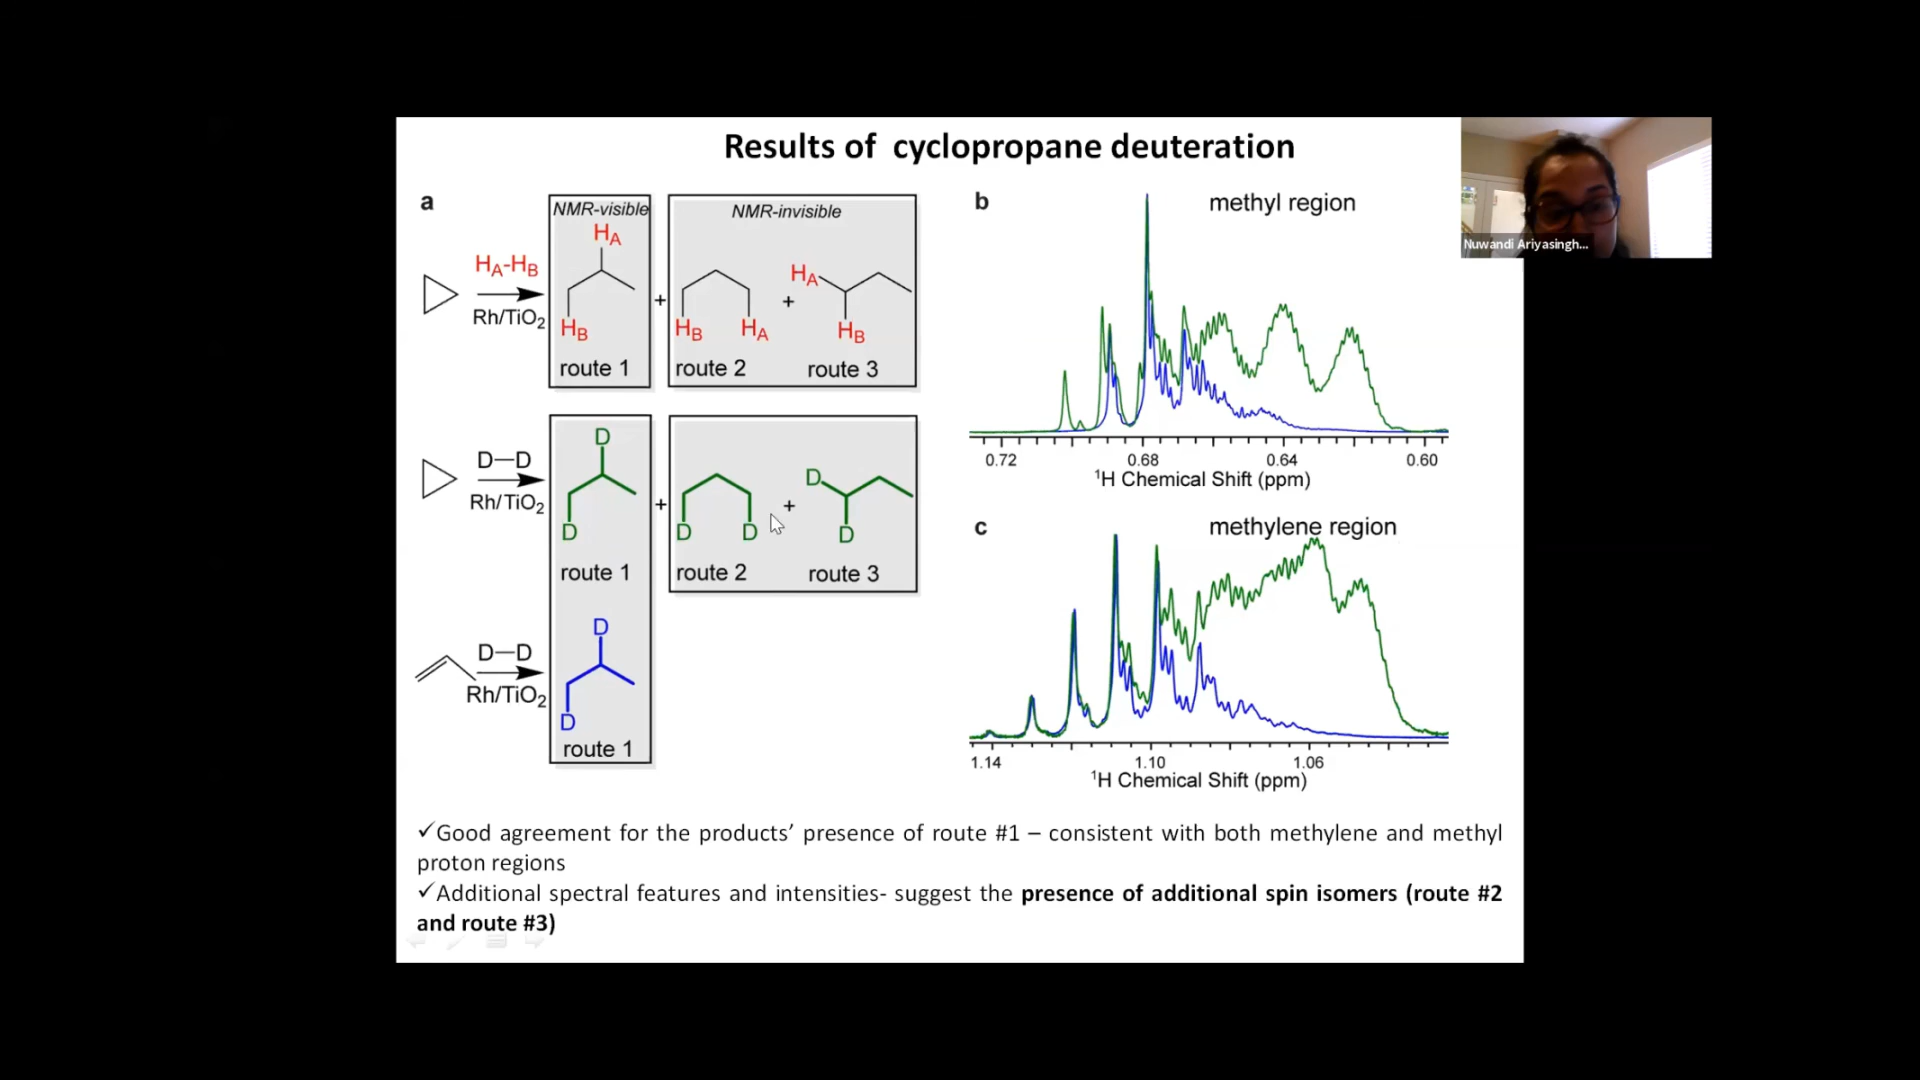 Results of cyclopropane deuteration
Nuwandi Ariyasingh...
a
NMR-visible
NMR-invisible
HA-HB
Rh/TiO2
HA
HB
route 1
+
HB
HA
route 2
+
HA
HB
route 3
D—D
Rh/TiO2
D
D
route 1
+
D
D
route 2
+
D
D
route 3
D—D
Rh/TiO2
D
D
route 1
b
methyl region
0.72 0.68 0.64 0.60
1H Chemical Shift (ppm)
c
methylene region
1.14 1.10 1.06
1H Chemical Shift (ppm)
✓Good agreement for the products’ presence of route #1 – consistent with both methylene and methyl
proton regions
✓Additional spectral features and intensities- suggest the presence of additional spin isomers (route #2
and route #3)